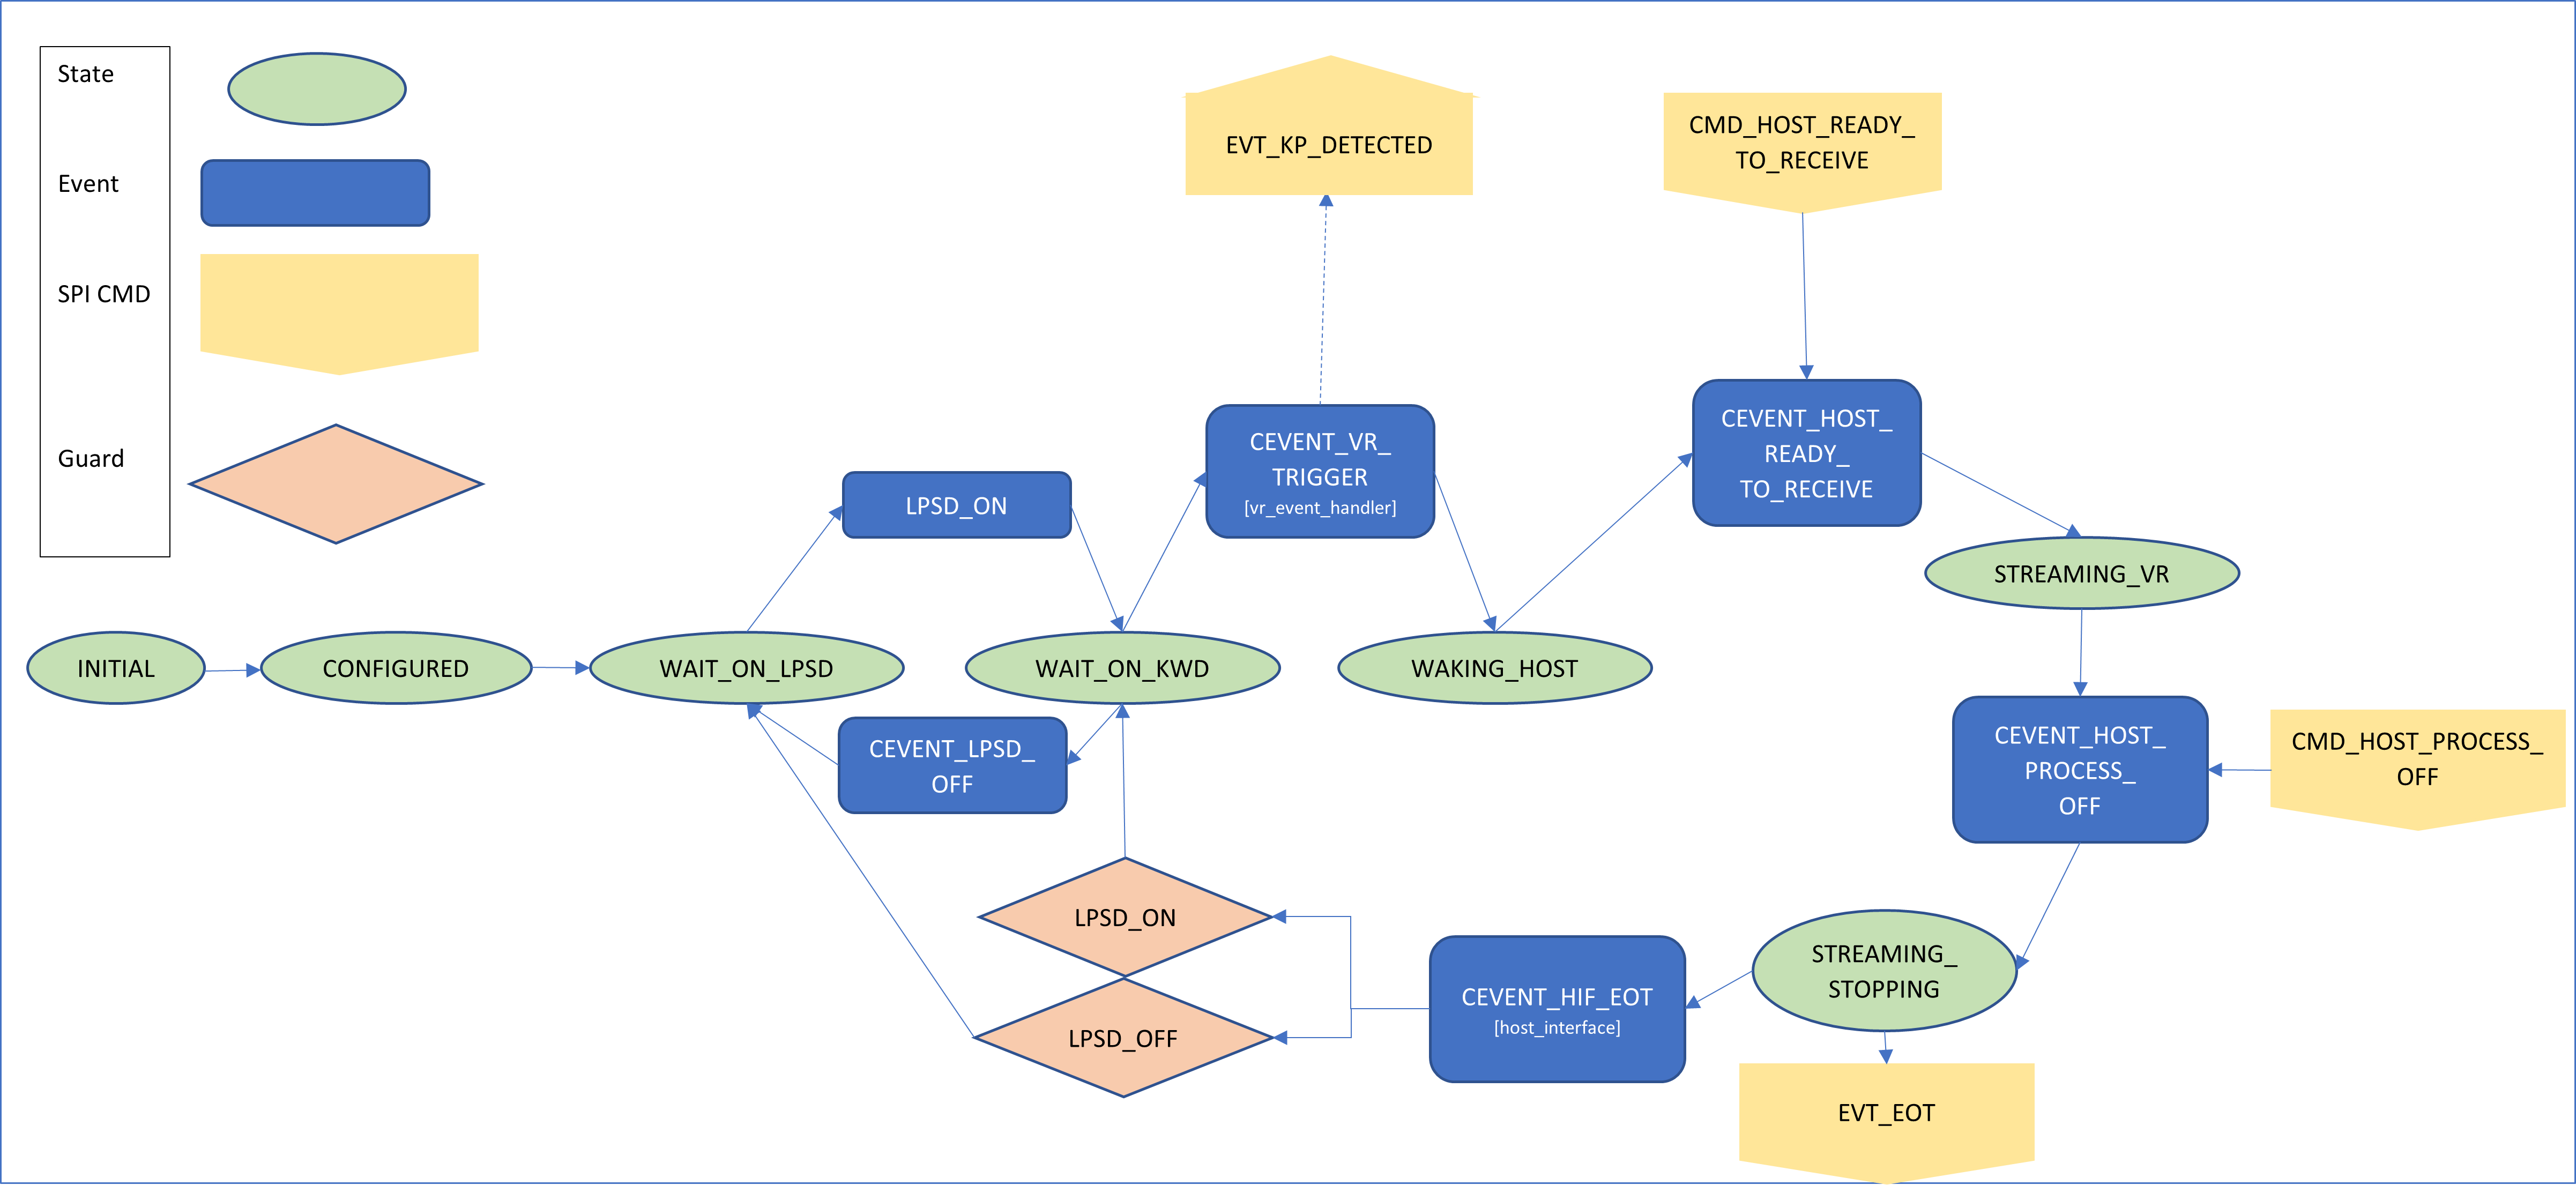 State
Event
SPI CMD
Guard
EVT_KP_DETECTED
CMD_HOST_READY_
TO_RECEIVE
CEVENT_HOST_
READY_
TO_RECEIVE
CEVENT_VR_
TRIGGER
[vr_event_handler]
LPSD_ON
STREAMING_VR
INITIAL
CONFIGURED
WAIT_ON_LPSD
WAIT_ON_KWD
WAKING_HOST
CEVENT_LPSD_
OFF
CEVENT_HOST_
PROCESS_
OFF
CMD_HOST_PROCESS_
OFF
LPSD_ON
LPSD_OFF
CEVENT_HIF_EOT
[host_interface]
STREAMING_
STOPPING
EVT_EOT